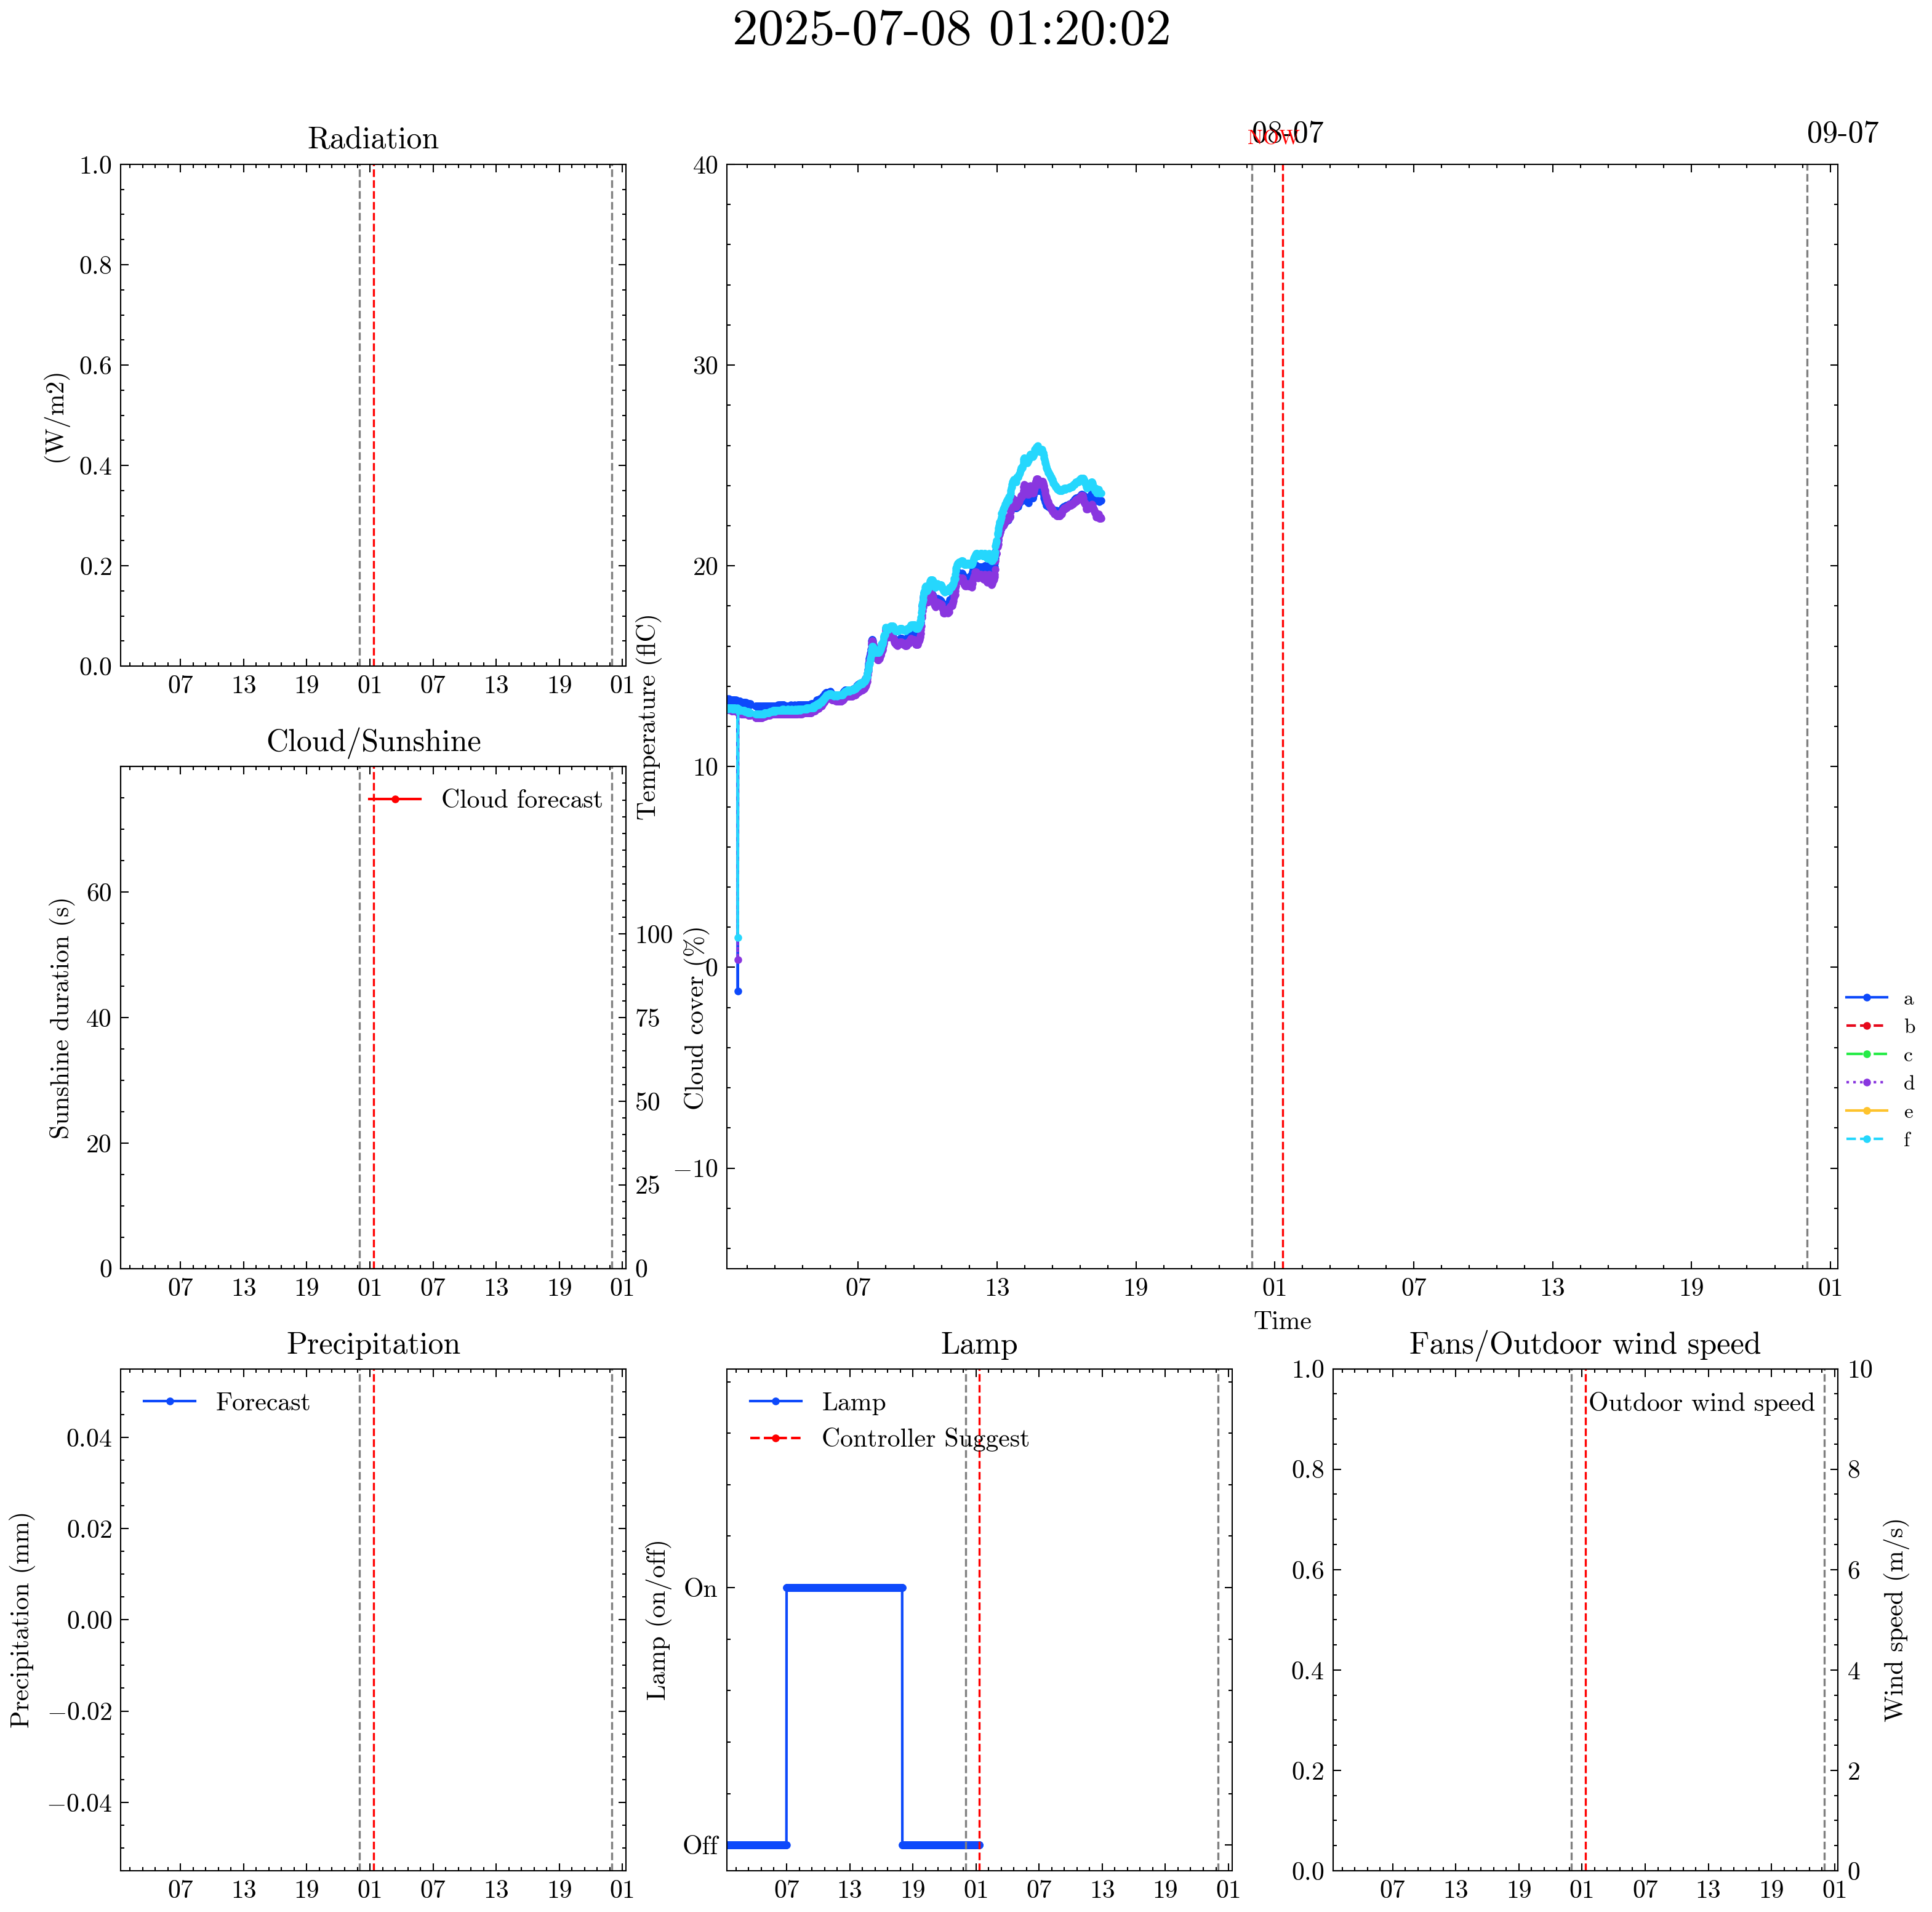 2025-07-08 01:20:02
Radiation
1.0
0.8
0.6
0.4
0.2
0.0
(W/m2)
07 13 19 01 07 13 19 01
08-07
NOW
09-07
40
30
20
10
0
−10
Temperature (flC)
07 13 19 01 07 13 19 01
Time
a
b
c
d
e
f
Cloud/Sunshine
Cloud forecast
60
40
20
0
Sunshine duration (s)
100
75
50
25
0
Cloud cover (%)
07 13 19 01 07 13 19 01
Precipitation
Forecast
0.04
0.02
0.00
−0.02
−0.04
Precipitation (mm)
07 13 19 01 07 13 19 01
Lamp
Lamp
Controller Suggest
On
Off
Lamp (on/off)
07 13 19 01 07 13 19 01
Fans/Outdoor wind speed
Outdoor wind speed
1.0
0.8
0.6
0.4
0.2
0.0
10
8
6
4
2
0
Wind speed (m/s)
07 13 19 01 07 13 19 01